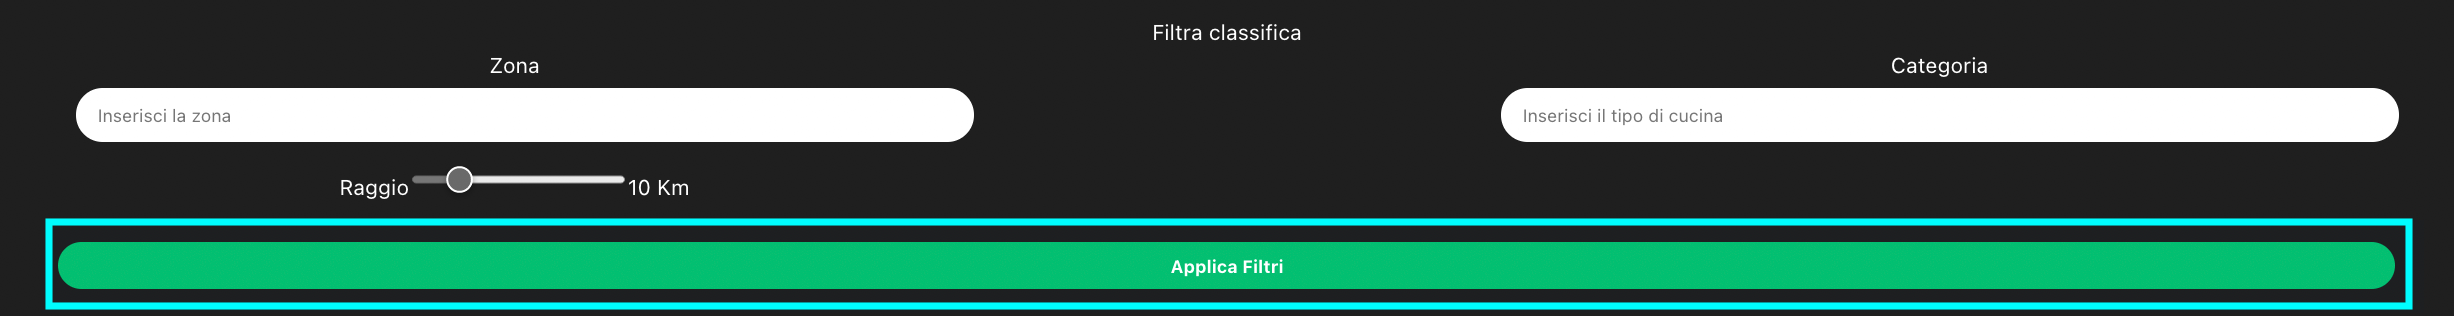 Filtra classifica
Zona
Categoria
Inserisci la zona
Inserisci il tipo di cucina
Raggio 10 Km
Applica Filtri